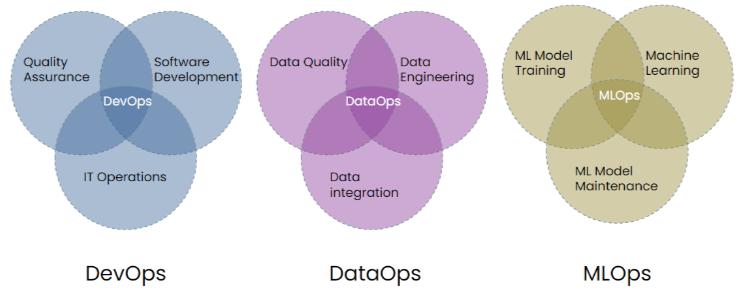 Quality
Assurance
Software
Development
DevOps
IT Operations
Data Quality
Data
Engineering
DataOps
Data
integration
ML Model
Training
Machine
Learning
MLOps
ML Model
Maintenance
DevOps
DataOps
MLOps